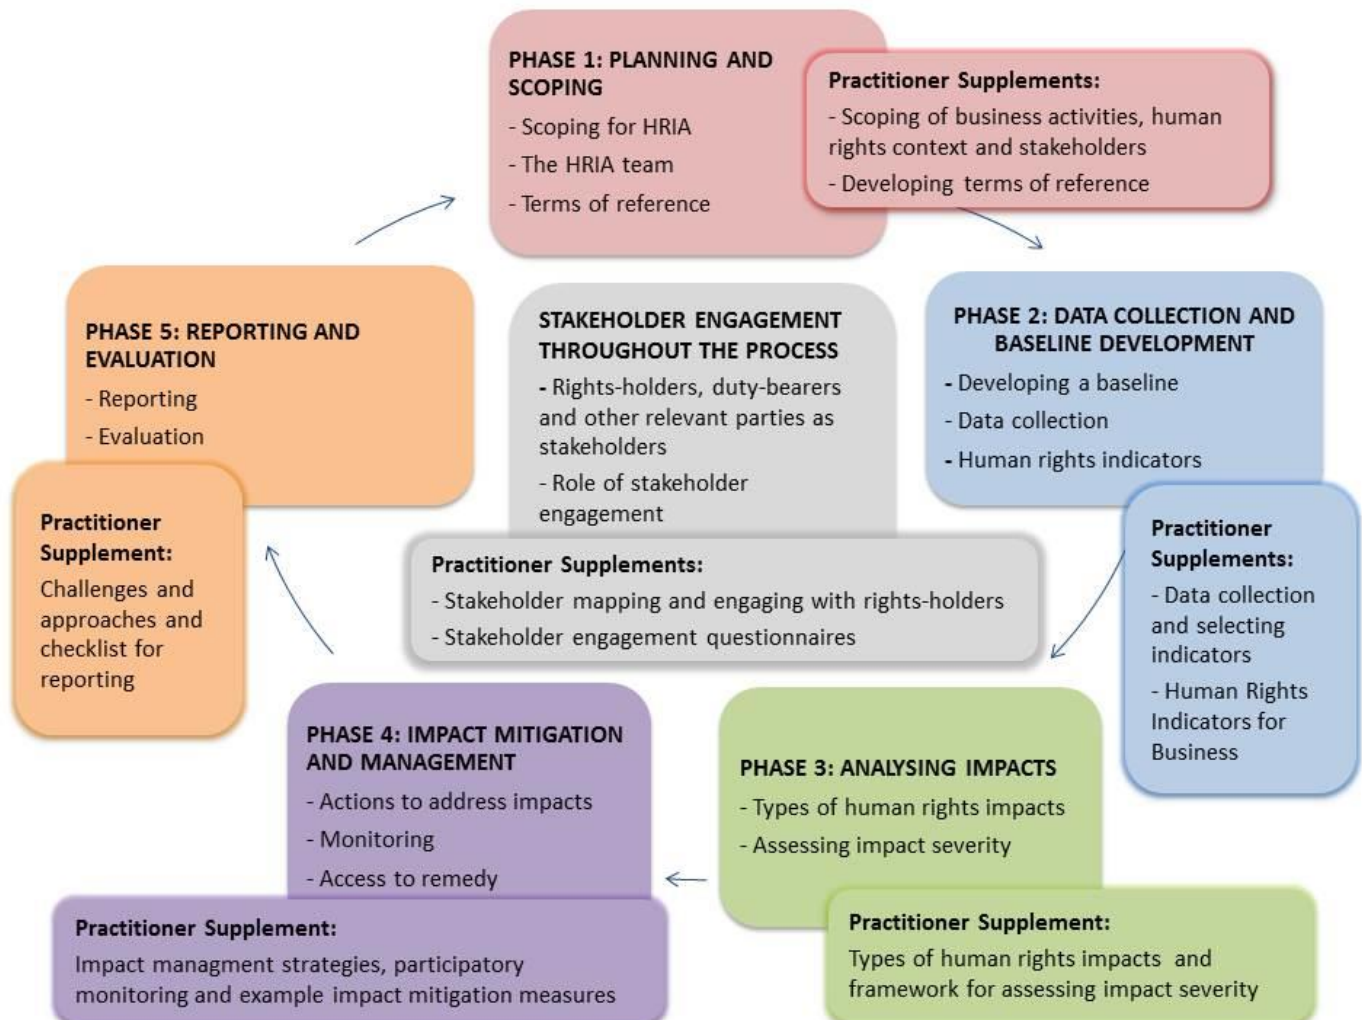 PHASE 1: PLANNING AND
SCOPING
- Scoping for HRIA
- The HRIA team
- Terms of reference
Practitioner Supplements:
- Scoping of business activities, human
rights context and stakeholders
- Developing terms of reference
PHASE 2: DATA COLLECTION AND
BASELINE DEVELOPMENT
- Developing a baseline
- Data collection
- Human rights indicators
Practitioner
Supplements:
- Data collection
and selecting
indicators
- Human Rights
Indicators for
Business
PHASE 3: ANALYSING IMPACTS
- Types of human rights impacts
- Assessing impact severity
Practitioner Supplement:
Types of human rights impacts and
framework for assessing impact severity
PHASE 4: IMPACT MITIGATION
AND MANAGEMENT
- Actions to address impacts
- Monitoring
- Access to remedy
Practitioner Supplement:
Impact managment strategies, participatory
monitoring and example impact mitigation measures
PHASE 5: REPORTING AND
EVALUATION
- Reporting
- Evaluation
Practitioner
Supplement:
Challenges and
approaches and
checklist for
reporting
STAKEHOLDER ENGAGEMENT
THROUGHOUT THE PROCESS
- Rights-holders, duty-bearers
and other relevant parties as
stakeholders
- Role of stakeholder
engagement
Practitioner Supplements:
- Stakeholder mapping and engaging with rights-holders
- Stakeholder engagement questionnaires